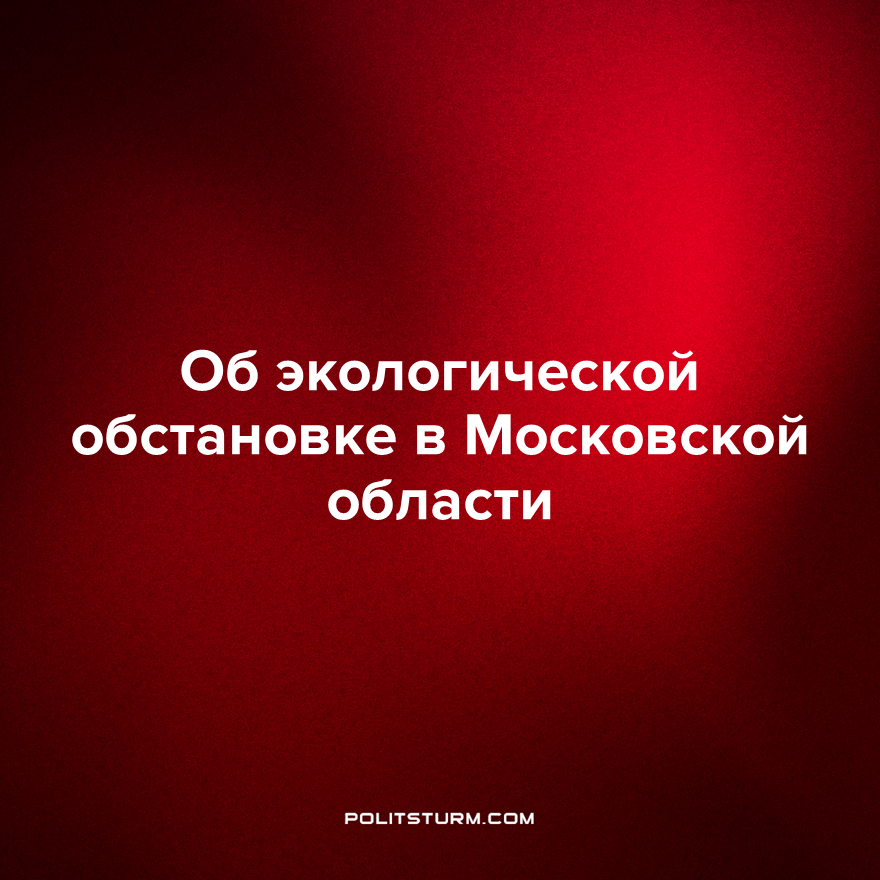 Об экологической
обстановке в Московской
области
POLITSTURM.COM